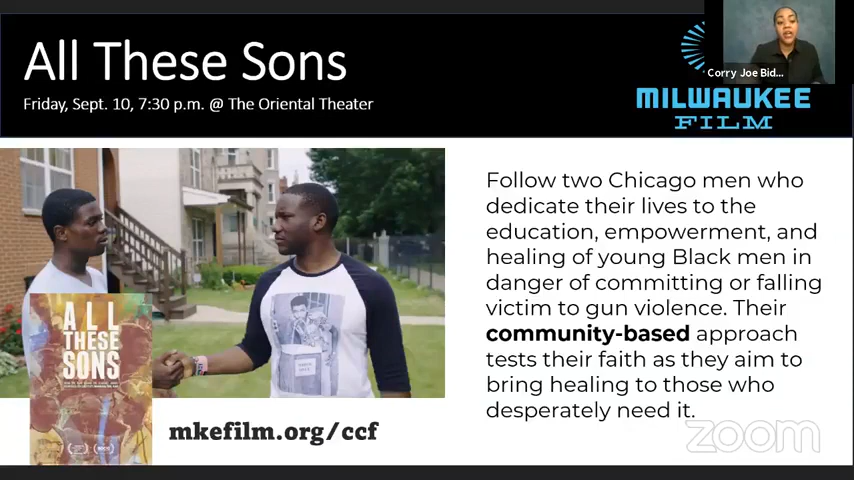 All These Sons
Friday, Sept. 10, 7:30 p.m. @ The Oriental Theater
MILWAUKEE
FILM
Corry Joe Bid...
Follow two Chicago men who
dedicate their lives to the
education, empowerment, and
healing of young Black men in
danger of committing or falling
victim to gun violence. Their
community-based approach
tests their faith as they aim to
bring healing to those who
desperately need it.
ALL
THESE
SONS
mkefilm.org/ccf
zoom